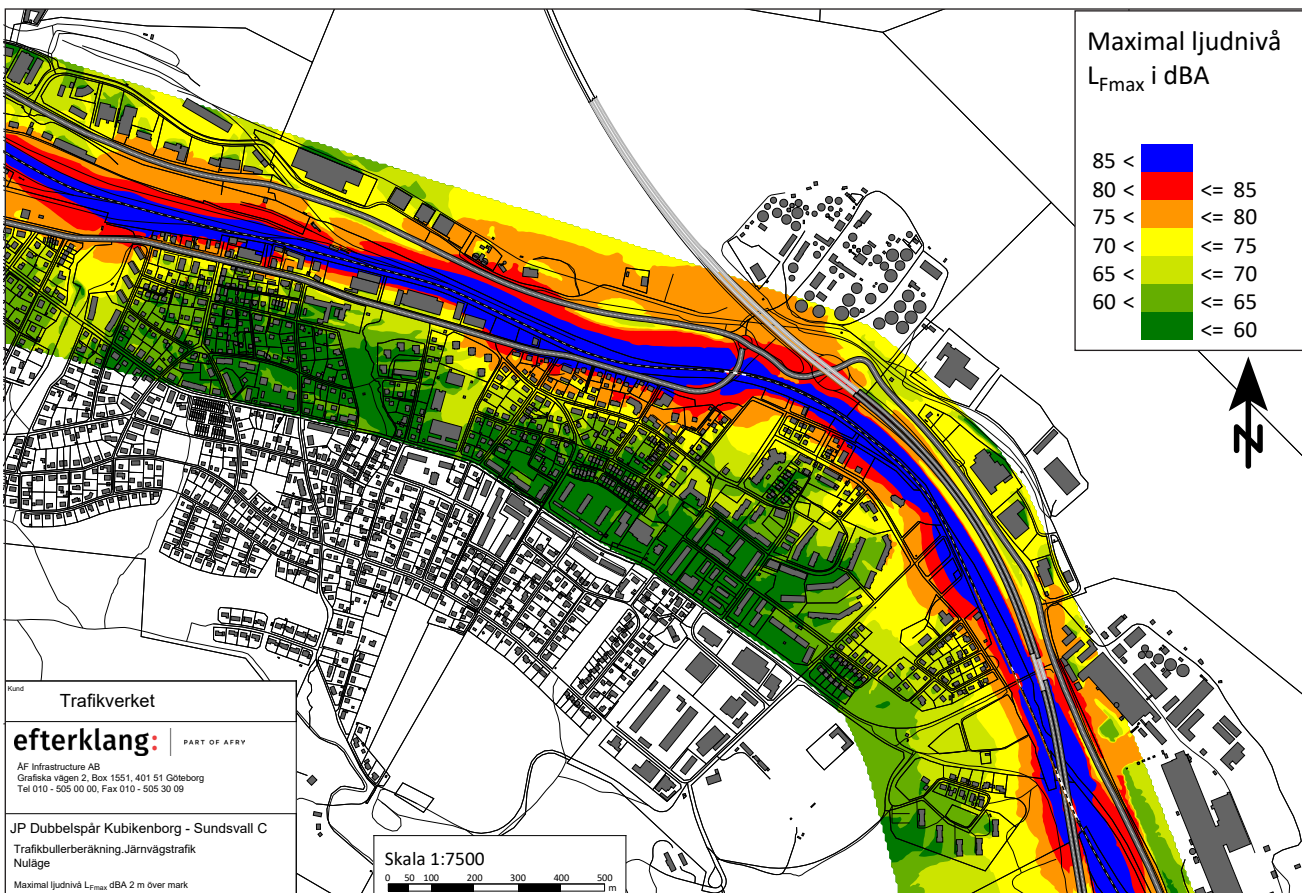 Maximal ljudnivå
LFmax i dBA
85 <
80 < <= 85
75 < <= 80
70 < <= 75
65 < <= 70
60 < <= 65
<= 60
N
Kund
Trafikverket
efterklang: | PART OF AFRY
ÅF Infrastructure AB
Grafiska vägen 2, Box 1551, 401 51 Göteborg
Tel 010 - 505 00 00, Fax 010 - 505 30 09
JP Dubbelspår Kubikenborg - Sundsvall C
Trafikbullerberäkning.Järnvägstrafik
Nuläge
Maximal ljudnivå LFmax dBA 2 m över mark
Skala 1:7500
0 50 100 200 300 400 500
m